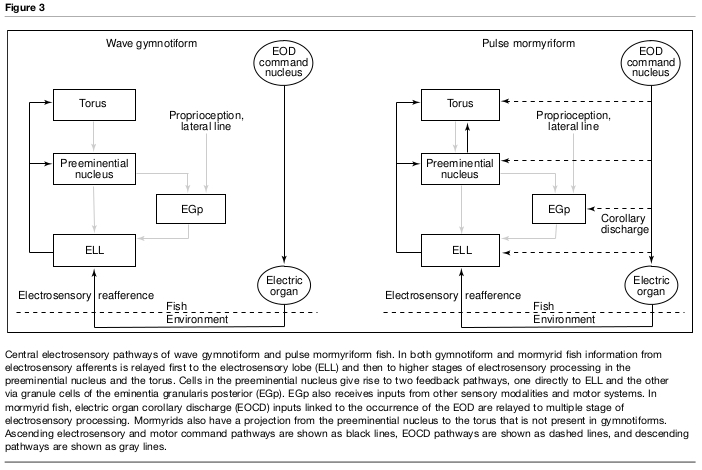 Figure 3
Wave gymnotiform
EOD
command
nucleus
Torus
Proprioception,
lateral line
Preeminential
nucleus
EGp
ELL
Electrosensory reafference
Electric
organ
Fish
Environment
Pulse mormyriform
EOD
command
nucleus
Torus
Proprioception,
lateral line
Preeminential
nucleus
EGp
Corollary
discharge
ELL
Electrosensory reafference
Electric
organ
Fish
Environment
Central electrosensory pathways of wave gymnotiform and pulse mormyriform fish. In both gymnotiform and mormyrid fish information from
electrosensory afferents is relayed first to the electrosensory lobe (ELL) and then to higher stages of electrosensory processing in the
preeminential nucleus and the torus. Cells in the preeminential nucleus give rise to two feedback pathways, one directly to ELL and the other
via granule cells of the eminentia granularis posterior (EGp). EGp also receives inputs from other sensory modalities and motor systems. In
mormyrid fish, electric organ corollary discharge (EOCD) inputs linked to the occurrence of the EOD are relayed to multiple stage of
electrosensory processing. Mormyrids also have a projection from the preeminential nucleus to the torus that is not present in gymnotiforms.
Ascending electrosensory and motor command pathways are shown as black lines, EOCD pathways are shown as dashed lines, and descending
pathways are shown as gray lines.